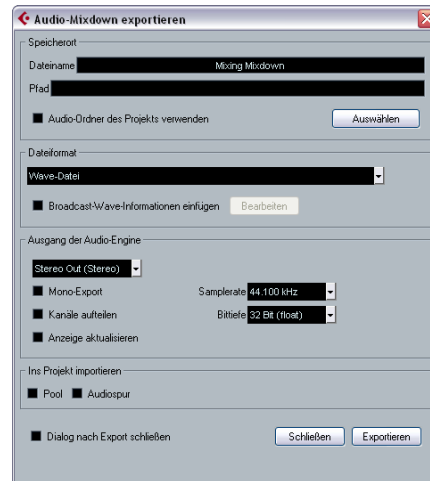 Audio-Mixdown exportieren
Speicherort
Dateiname Mixing Mixdown
Pfad
Audio-Ordner des Projekts verwenden Auswählen
Dateiformat
Wave-Datei
Broadcast-Wave-Informationen einfügen Bearbeiten
Ausgang der Audio-Engine
Stereo Out (Stereo)
Mono-Export Samplerate 44.100 kHz
Kanäle aufteilen Bittiefe 32 Bit (float)
Anzeige aktualisieren
Ins Projekt importieren
Pool Audiospur
Dialog nach Export schließen Schließen Exportieren